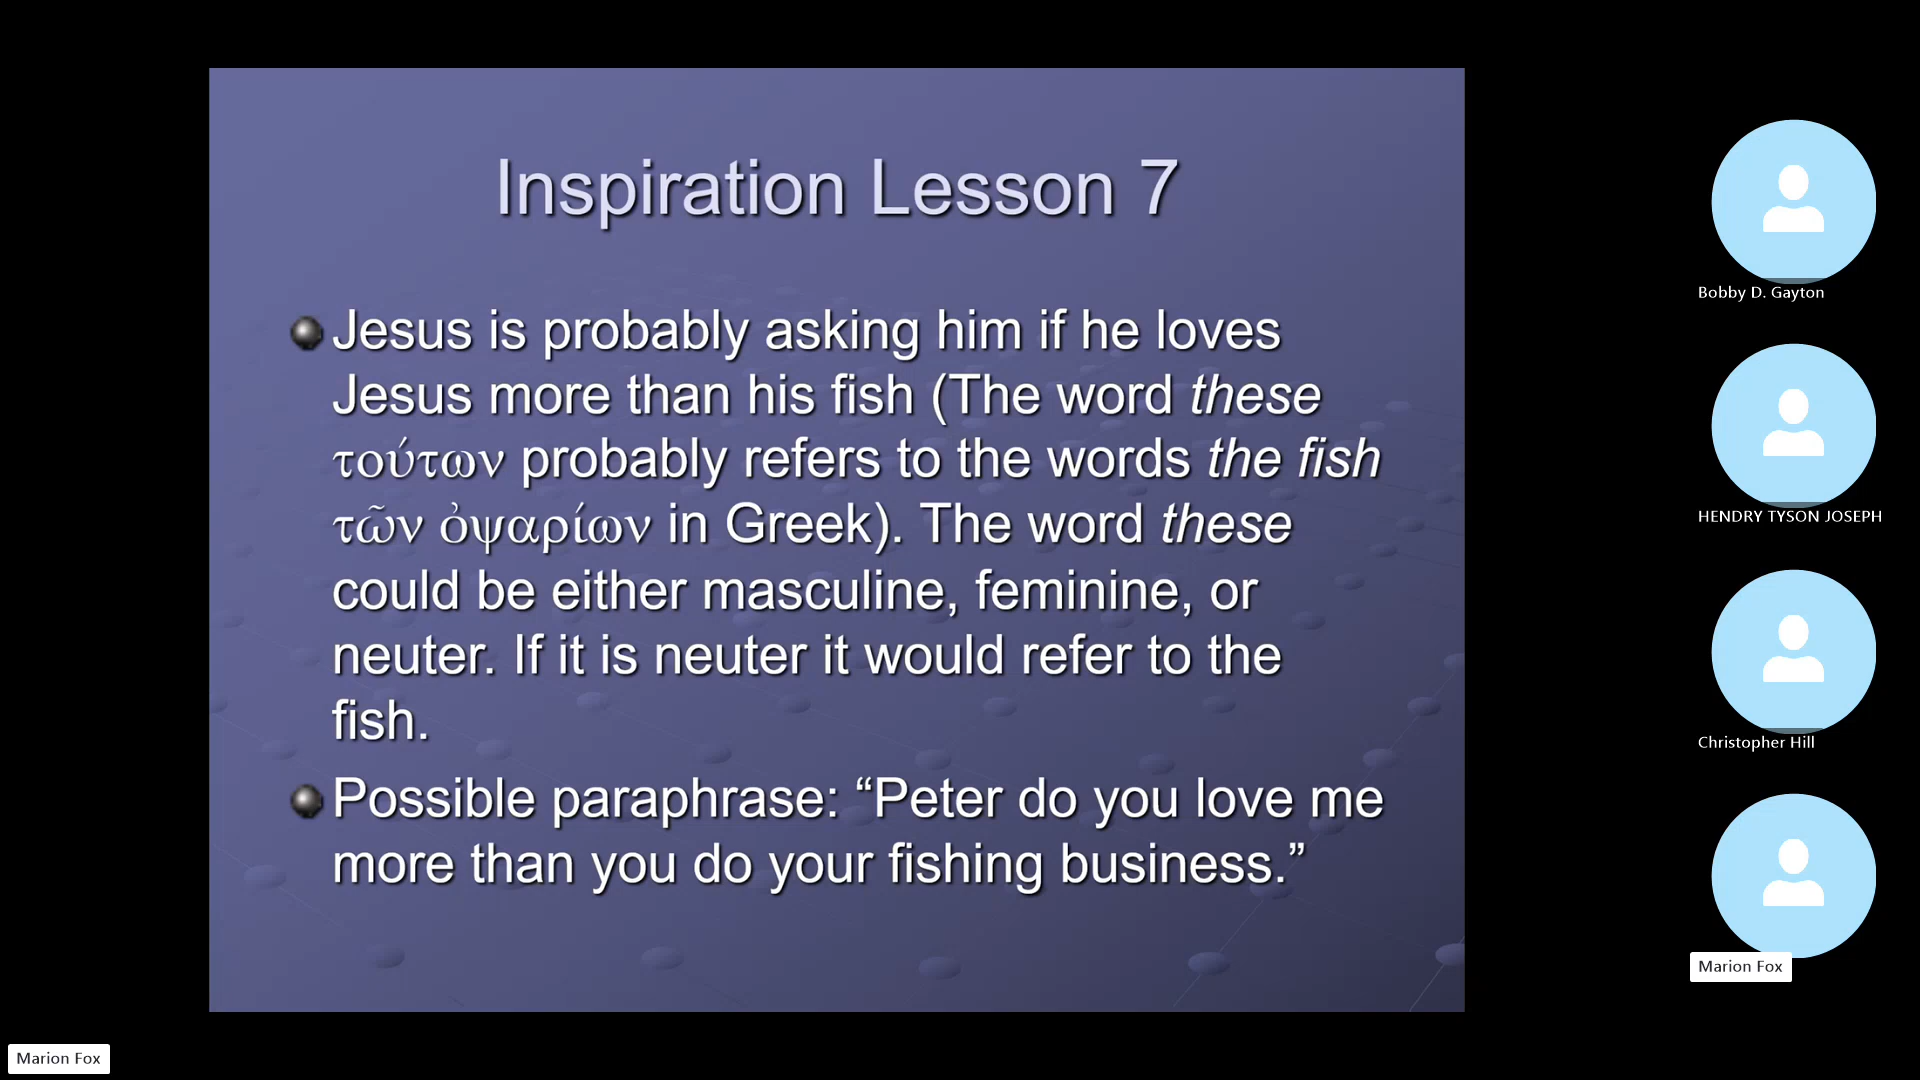 Inspiration Lesson 7
Jesus is probably asking him if he loves
Jesus more than his fish (The word these
τούτων probably refers to the words the fish
τῶν ὀψαρίων in Greek). The word these
could be either masculine, feminine, or
neuter. If it is neuter it would refer to the
fish.
Possible paraphrase: “Peter do you love me
more than you do your fishing business.”
Bobby D. Gayton
HENDRY TYSON JOSEPH
Christopher Hill
Marion Fox
Marion Fox